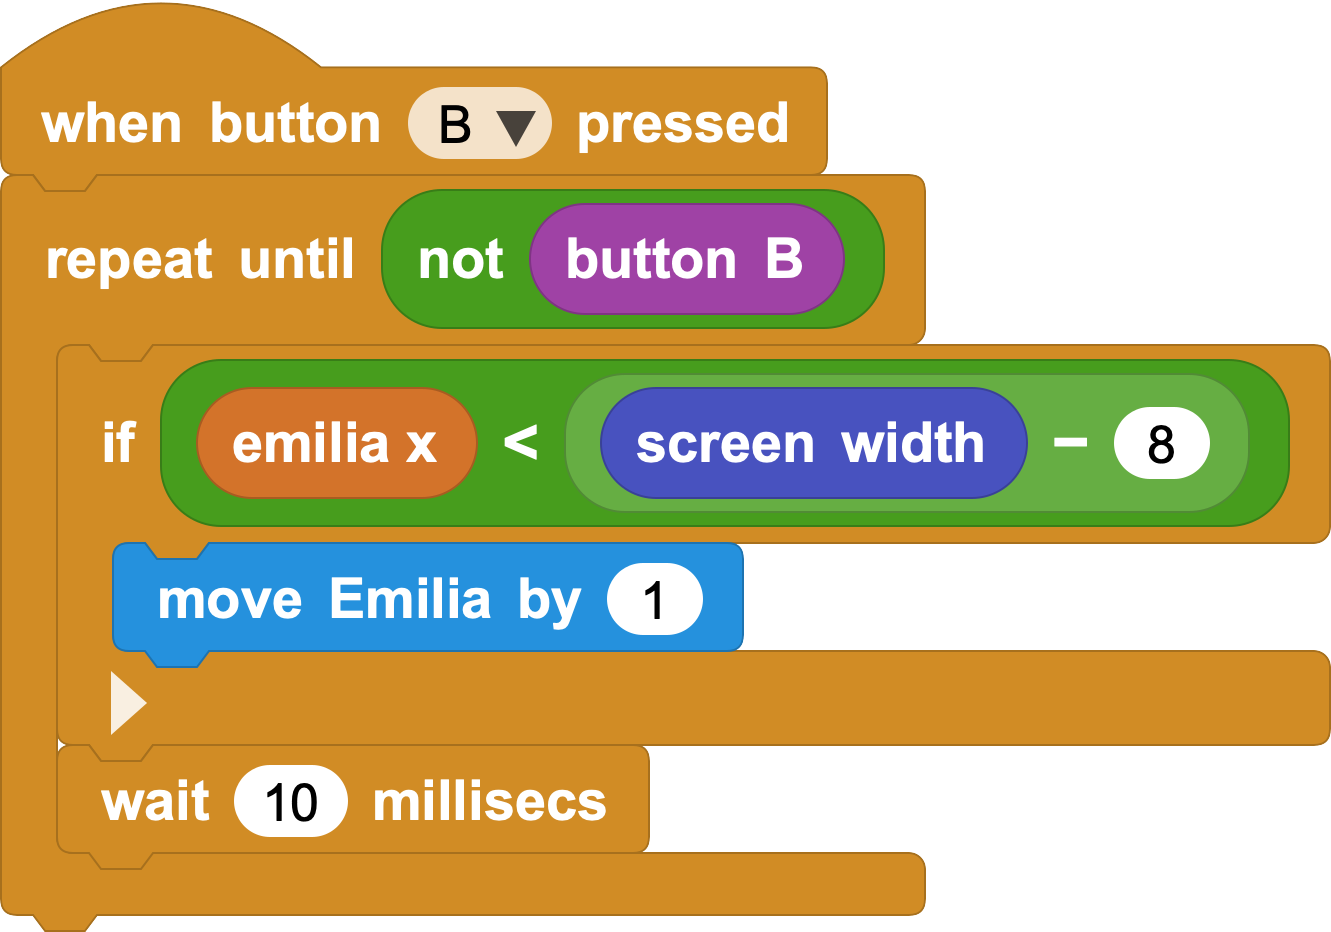 when button B ▼ pressed
repeat until not button B
if emilia x < screen width − 8
move Emilia by 1
wait 10 millisecs